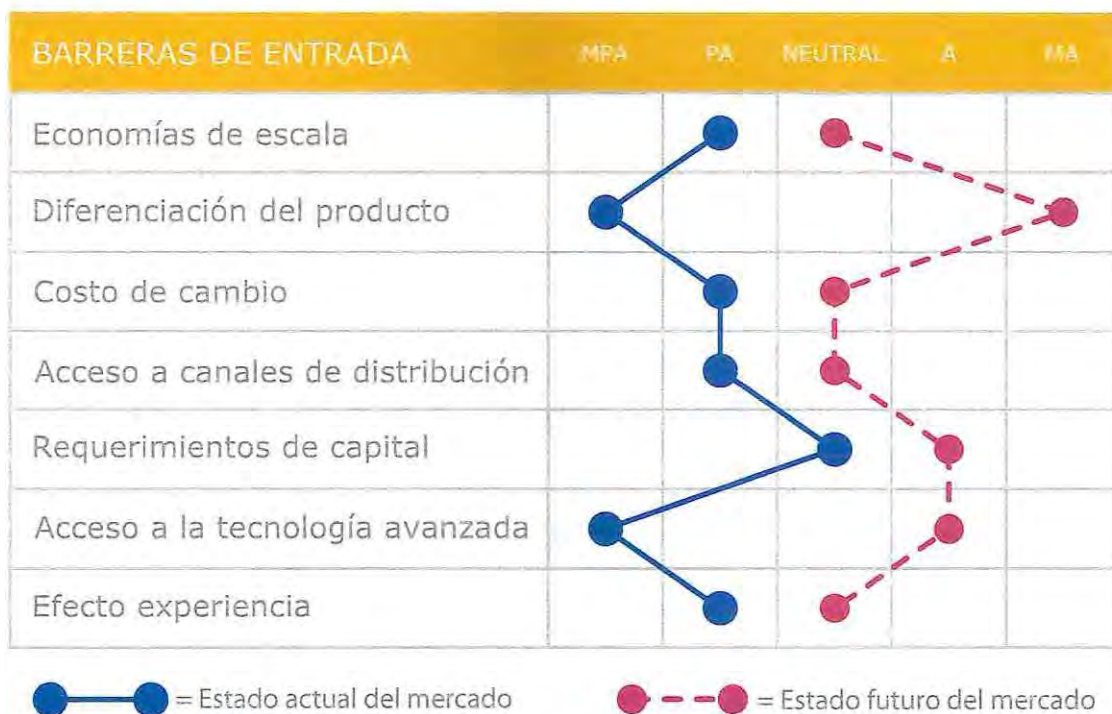 BARRERAS DE ENTRADA MPA PA NEUTRAL A MA
Economías de escala
Diferenciación del producto
Costo de cambio
Acceso a canales de distribución
Requerimientos de capital
Acceso a la tecnología avanzada
Efecto experiencia
= Estado actual del mercado = Estado futuro del mercado